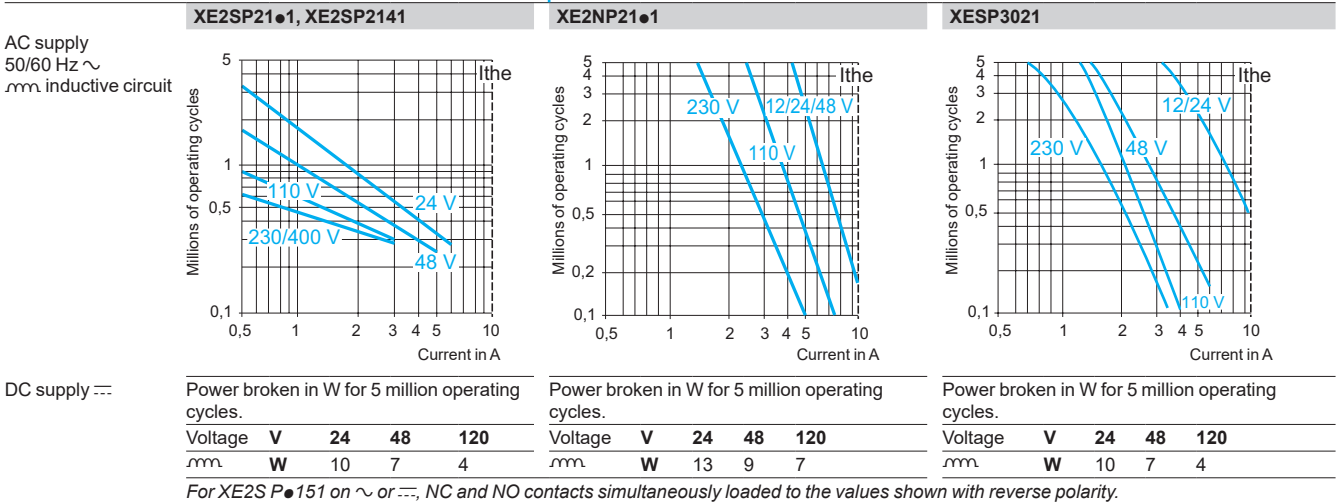 XE2SP21●1, XE2SP2141
XE2NP21●1
XESP3021
AC supply
50/60 Hz ∼
inductive circuit
Millions of operating cycles
5
1
0,5
0,1
Ithe
110 V
24 V
230/400 V
48 V
0,5 1 2 3 4 5 10
Current in A
Millions of operating cycles
5
4
3
2
1
0,5
0,2
0,1
Ithe
230 V
12/24/48 V
110 V
0,5 1 2 3 4 5 10
Current in A
Millions of operating cycles
5
4
3
2
1
0,5
0,1
Ithe
12/24 V
230 V
48 V
110 V
0,5 1 2 3 4 5 10
Current in A
DC supply ⎓
Power broken in W for 5 million operating
cycles.
Voltage V 24 48 120
W 10 7 4
Power broken in W for 5 million operating
cycles.
Voltage V 24 48 120
W 13 9 7
Power broken in W for 5 million operating
cycles.
Voltage V 24 48 120
W 10 7 4
For XE2S P●151 on ∼ or ⎓, NC and NO contacts simultaneously loaded to the values shown with reverse polarity.